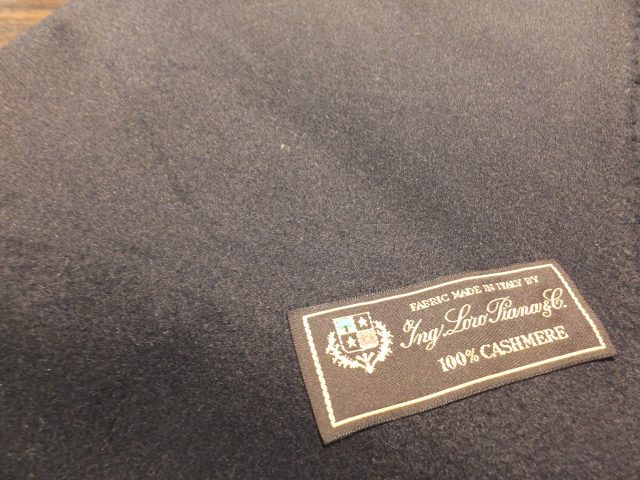 FABRIC MADE IN ITALY BY
Ing. Loro Piana & C.
100% CASHMERE